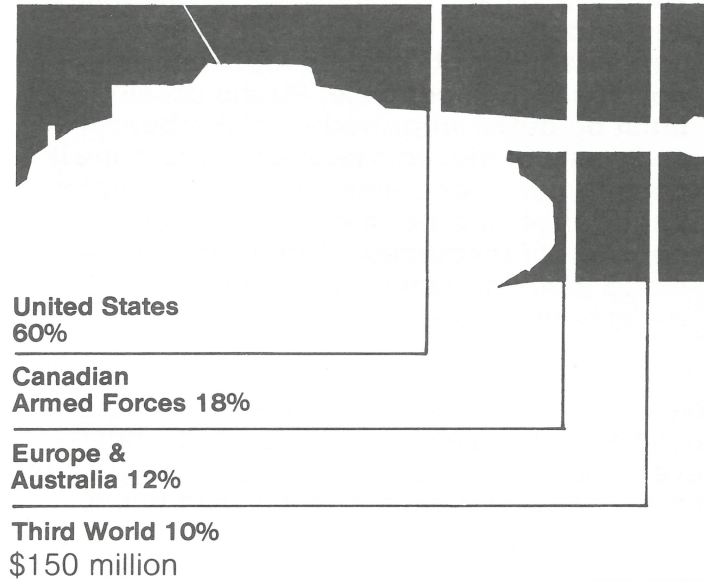 United States
60%
Canadian
Armed Forces 18%
Europe &
Australia 12%
Third World 10%
$150 million